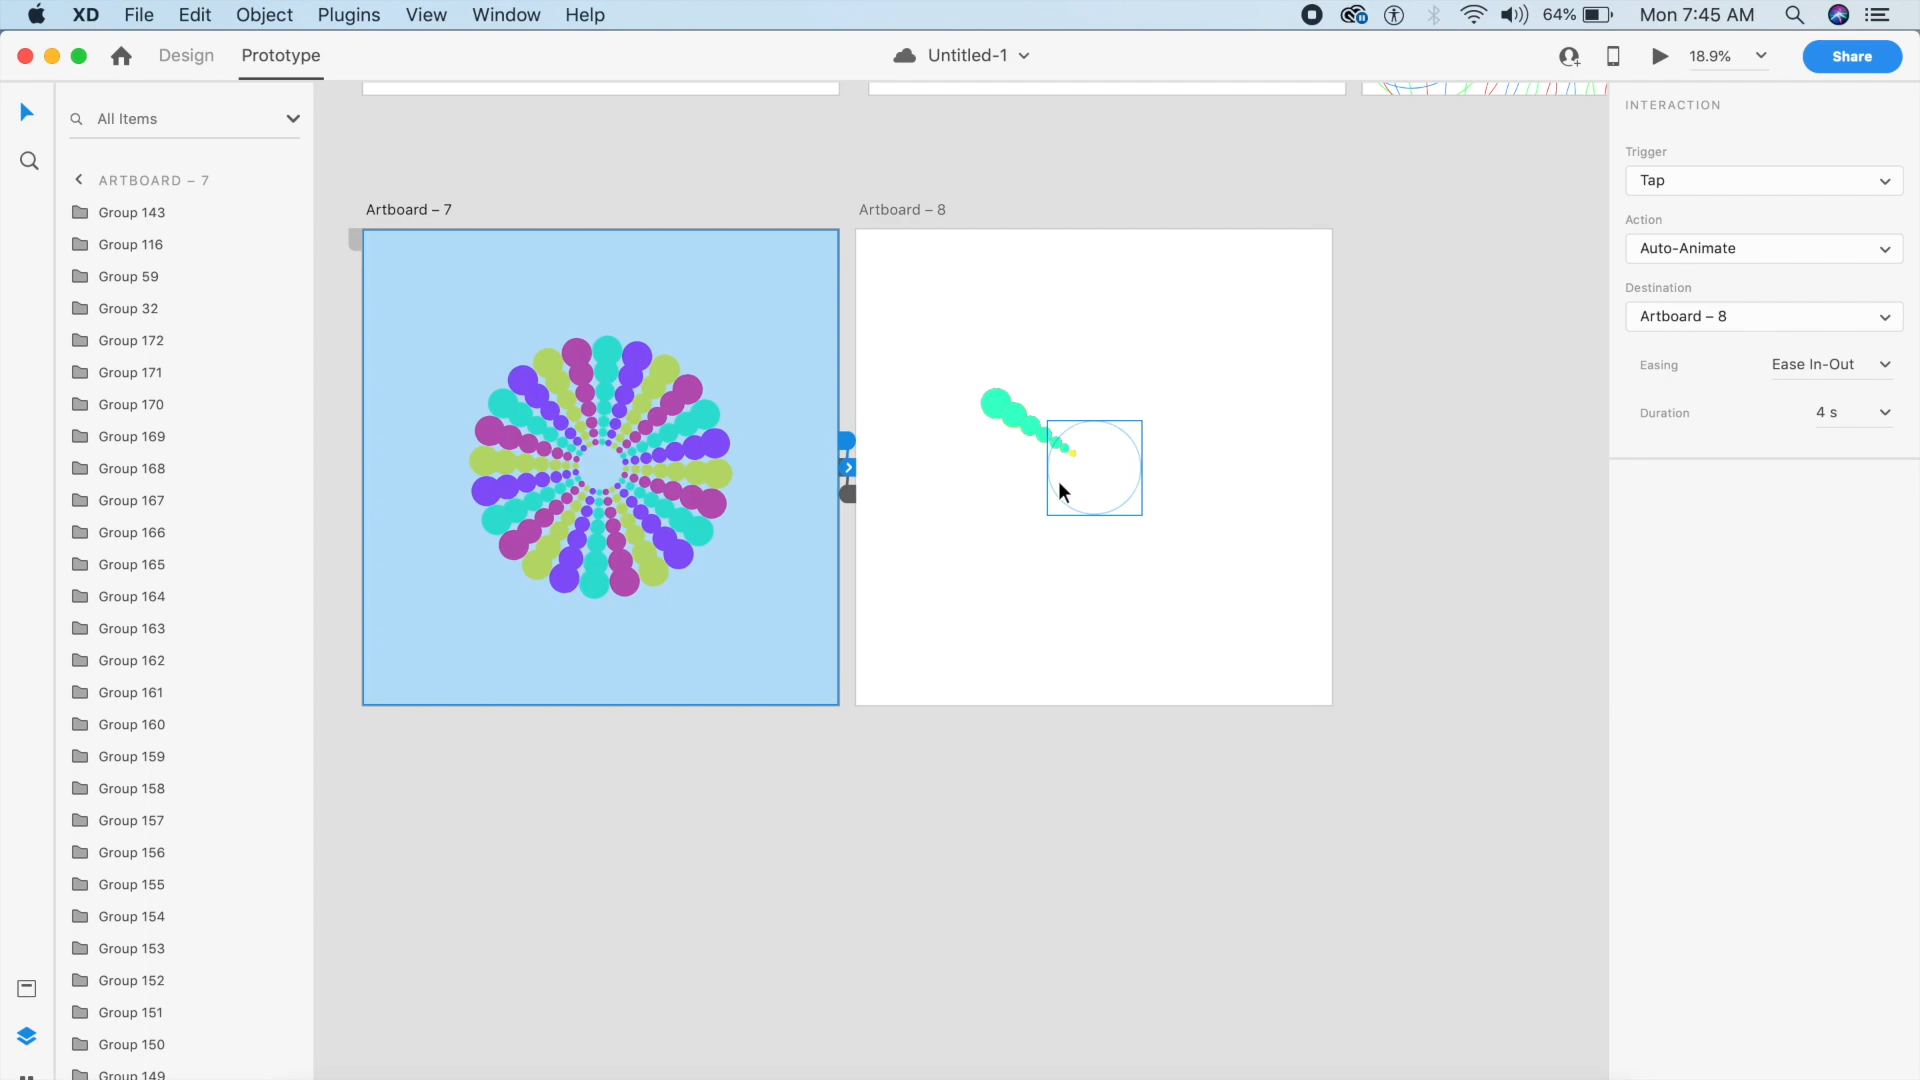 XD File Edit Object Plugins View Window Help 64% Mon 7:45 AM
Design Prototype Untitled-1 18.9% Share
All Items
ARTBOARD – 7
Group 143
Group 116
Group 59
Group 32
Group 172
Group 171
Group 170
Group 169
Group 168
Group 167
Group 166
Group 165
Group 164
Group 163
Group 162
Group 161
Group 160
Group 159
Group 158
Group 157
Group 156
Group 155
Group 154
Group 153
Group 152
Group 151
Group 150
Group 149
Artboard – 7 Artboard – 8
INTERACTION
Trigger
Tap
Action
Auto-Animate
Destination
Artboard – 8
Easing Ease In-Out
Duration 4 s